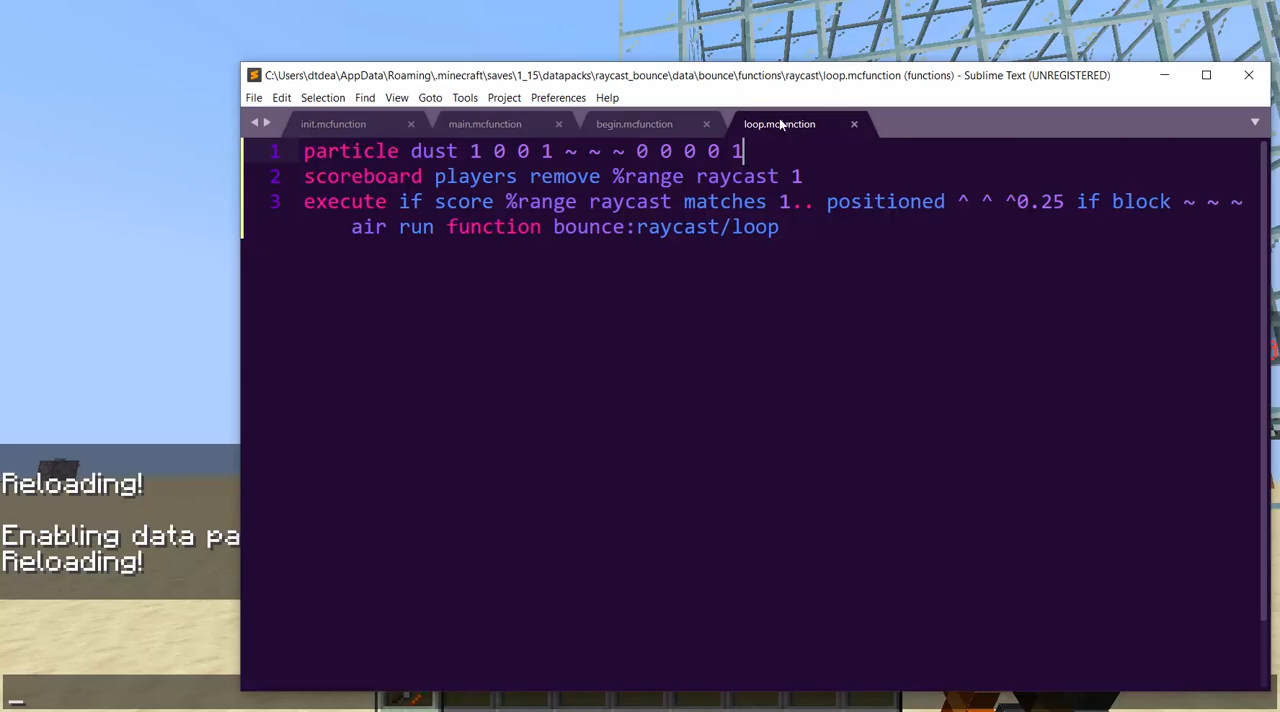 C:\Users\dtdea\AppData\Roaming\.minecraft\saves\1_15\datapacks\raycast_bounce\data\bounce\functions\raycast\loop.mcfunction (functions) - Sublime Text (UNREGISTERED)
File Edit Selection Find View Goto Tools Project Preferences Help
init.mcfunction main.mcfunction begin.mcfunction loop.mcfunction
1 particle dust 1 0 0 1 ~ ~ ~ 0 0 0 0 1
2 scoreboard players remove %range raycast 1
3 execute if score %range raycast matches 1.. positioned ^ ^ ^0.25 if block ~ ~ ~
air run function bounce:raycast/loop
Reloading!
Enabling data pa
Reloading!